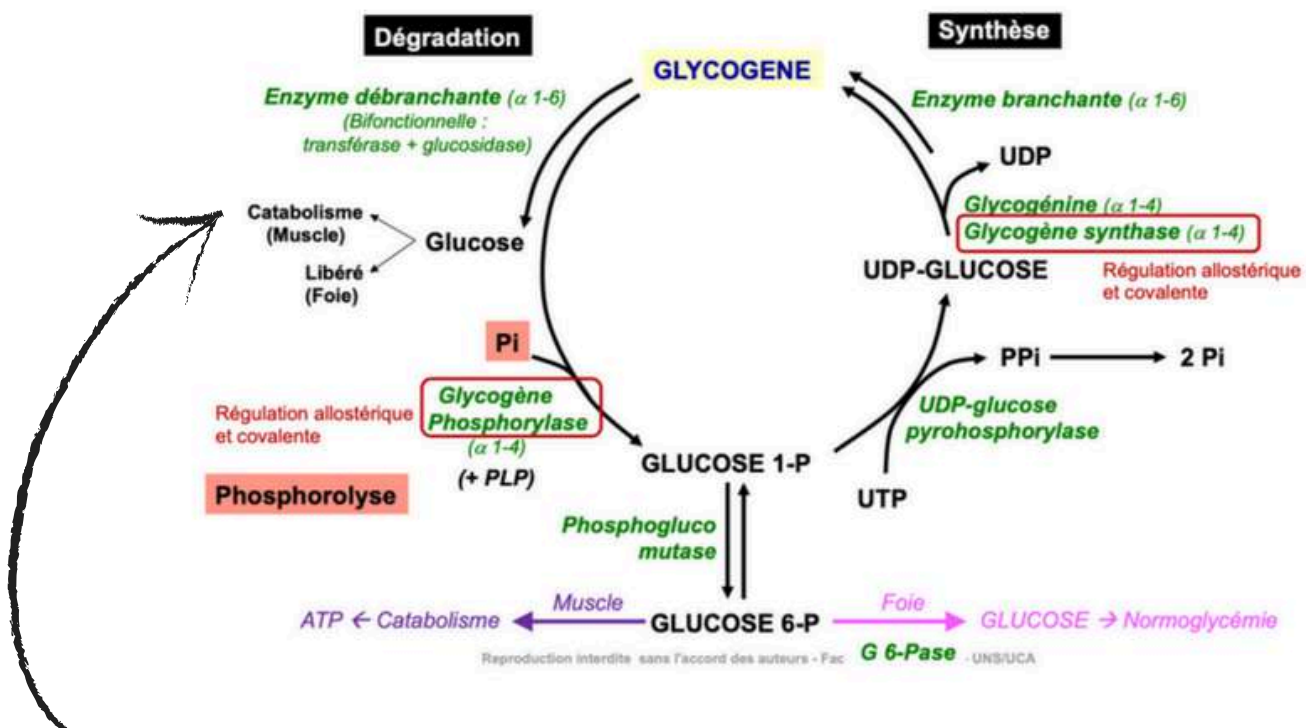 Dégradation
Synthèse
GLYCOGENE
Enzyme débranchante (α 1-6)
(Bifonctionnelle :
transférase + glucosidase)
Enzyme branchante (α 1-6)
UDP
Catabolisme
(Muscle)
Glucose
Libéré
(Foie)
Glycogénine (α 1-4)
Glycogène synthase (α 1-4)
UDP-GLUCOSE
Régulation allostérique
et covalente
Pi
PPi
2 Pi
Régulation allostérique
et covalente
Glycogène
Phosphorylase
(α 1-4)
(+ PLP)
UDP-glucose
pyrohosphorylase
GLUCOSE 1-P
UTP
Phosphorolyse
Phosphogluco
mutase
ATP ← Catabolisme
Muscle
GLUCOSE 6-P
Foie
GLUCOSE → Normoglycémie
Reproduction interdite sans l'accord des auteurs - Fac
G 6-Pase
- UNS/UCA